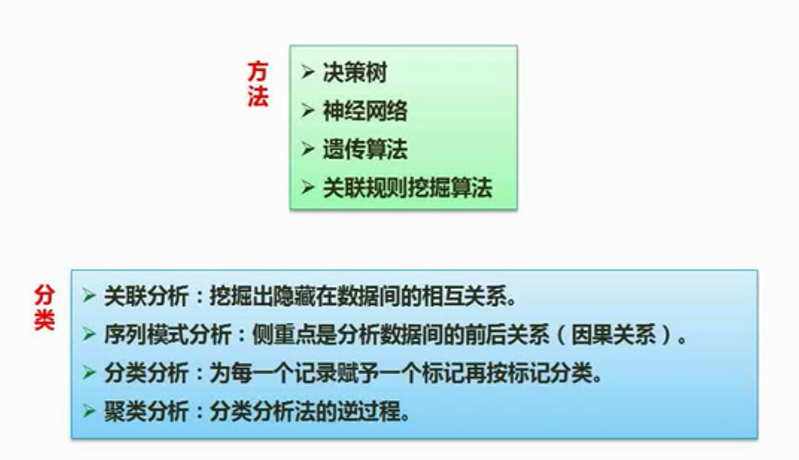 方法
➢ 决策树
➢ 神经网络
➢ 遗传算法
➢ 关联规则挖掘算法
分类
➢ 关联分析：挖掘出隐藏在数据间的相互关系。
➢ 序列模式分析：侧重点是分析数据间的前后关系（因果关系）。
➢ 分类分析：为每一个记录赋予一个标记再按标记分类。
➢ 聚类分析：分类分析法的逆过程。